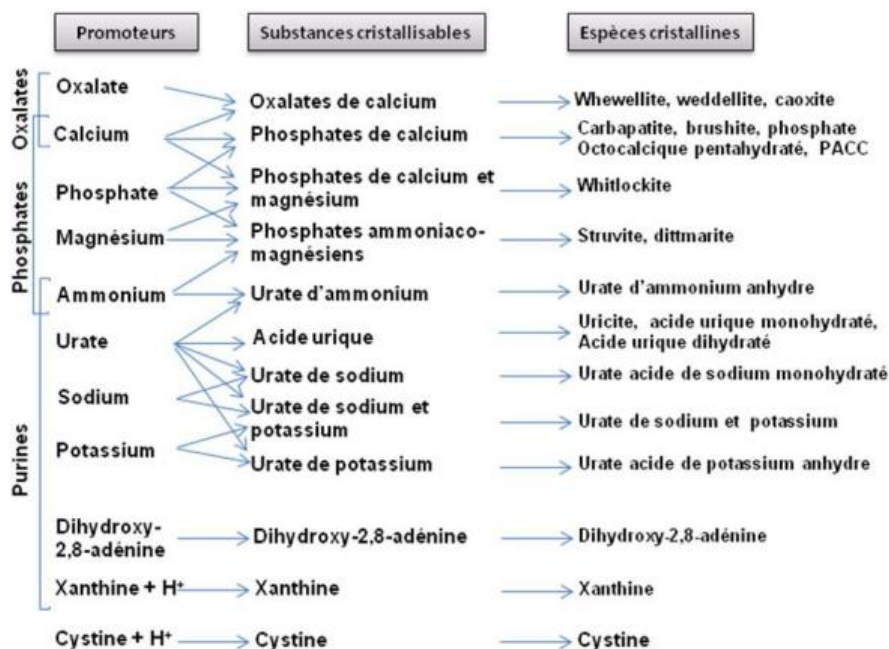 Promoteurs
Substances cristallisables
Espèces cristallines
Oxalates
Phosphates
Purines
Oxalate
Oxalates de calcium
Whewellite, weddellite, caoxite
Calcium
Phosphates de calcium
Carbapatite, brushite, phosphate
Octocalcique pentahydraté, PACC
Phosphate
Phosphates de calcium et
magnésium
Whitlockite
Magnésium
Phosphates ammoniaco-
magnésiens
Struvite, dittmarite
Ammonium
Urate d'ammonium
Urate d'ammonium anhydre
Urate
Acide urique
Uricite, acide urique monohydraté,
Acide urique dihydraté
Urate de sodium
Urate acide de sodium monohydraté
Sodium
Urate de sodium et
potassium
Urate de sodium et potassium
Potassium
Urate de potassium
Urate acide de potassium anhydre
Dihydroxy-
2,8-adénine
Dihydroxy-2,8-adénine
Dihydroxy-2,8-adénine
Xanthine + H⁺
Xanthine
Xanthine
Cystine + H⁺
Cystine
Cystine